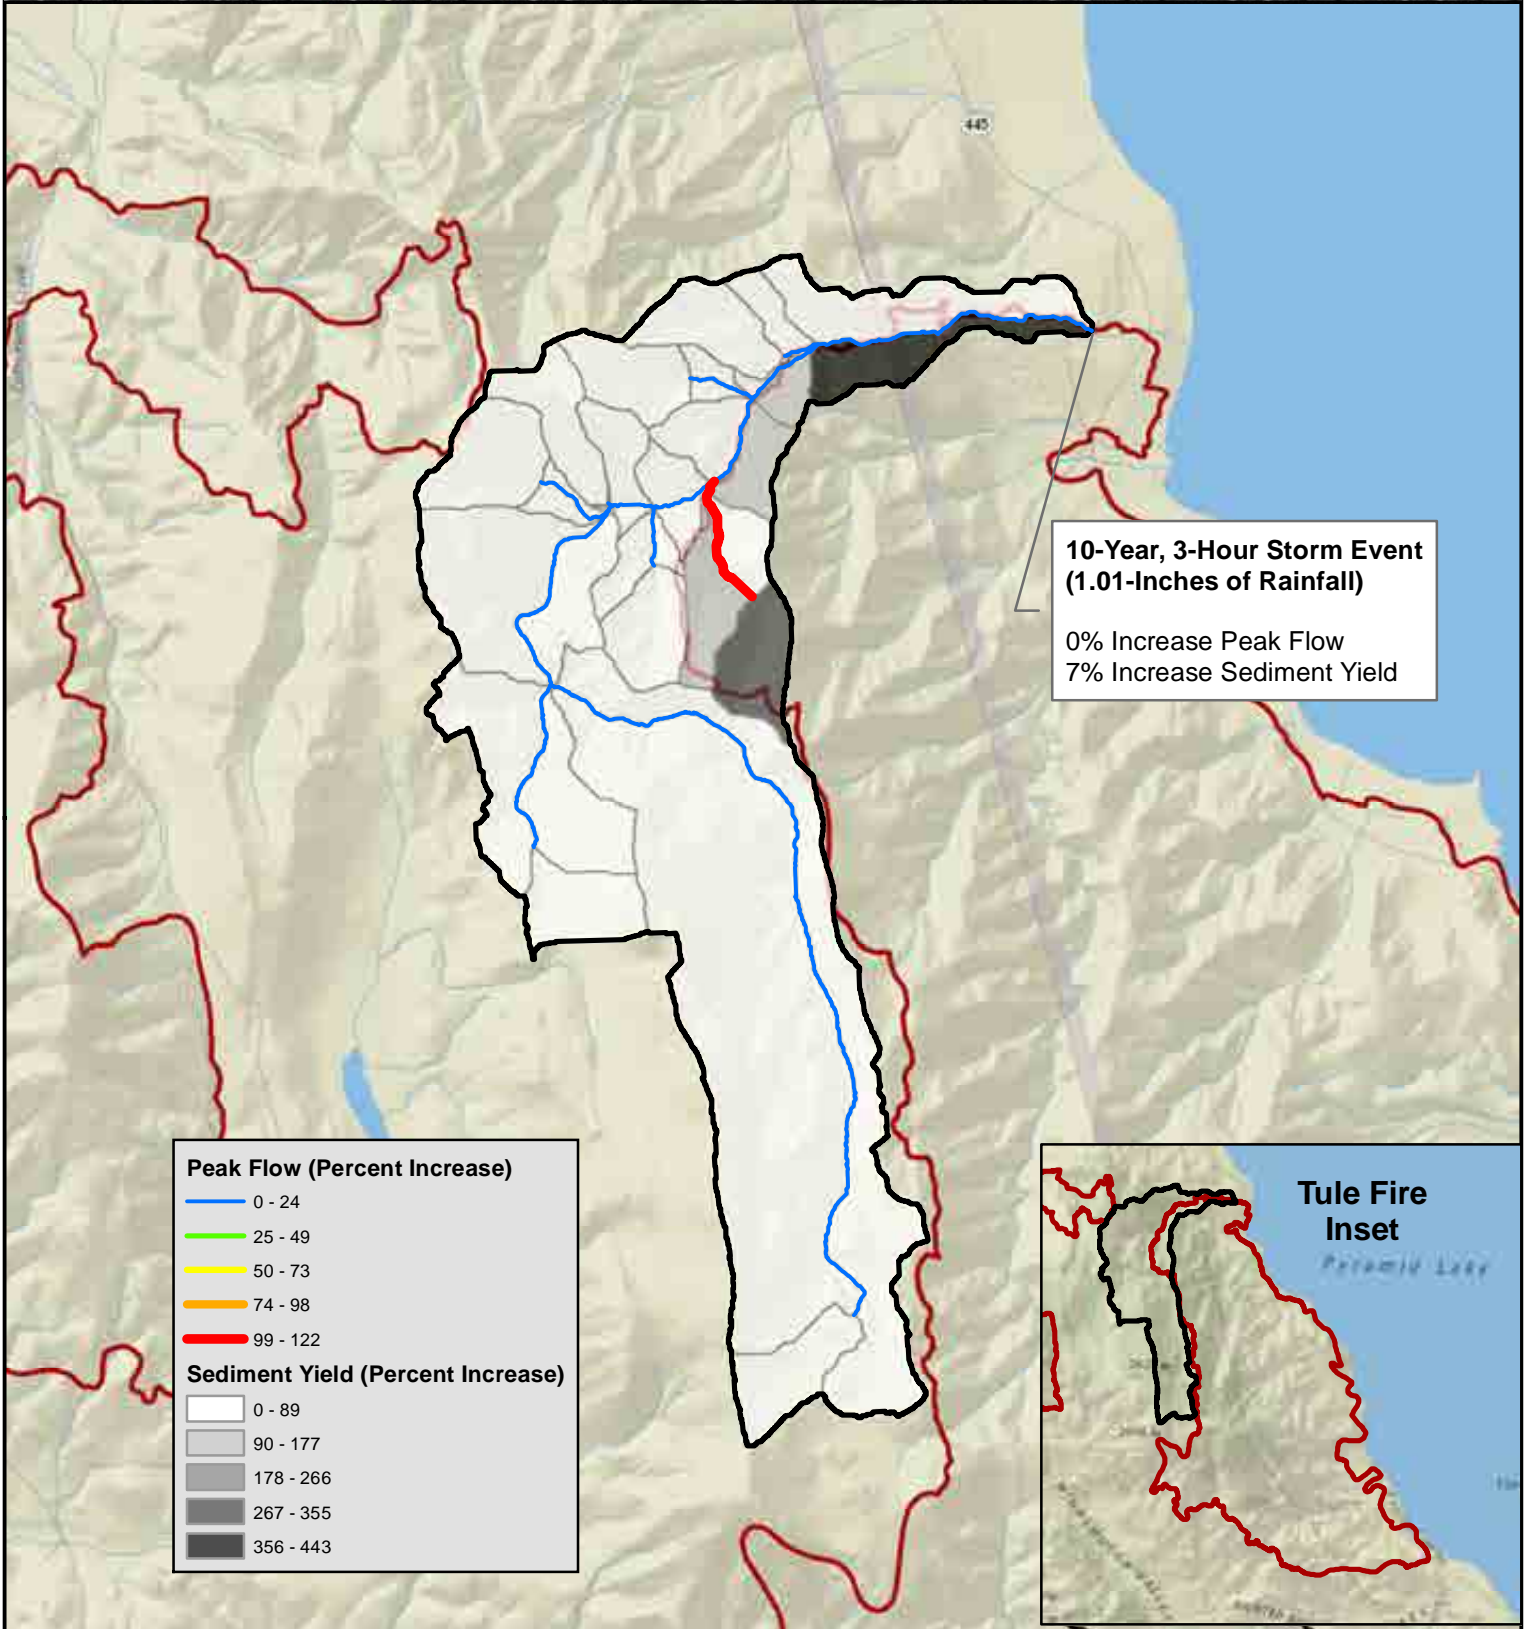 445
10-Year, 3-Hour Storm Event
(1.01-Inches of Rainfall)
0% Increase Peak Flow
7% Increase Sediment Yield
Peak Flow (Percent Increase)
0 - 24
25 - 49
50 - 73
74 - 98
99 - 122
Sediment Yield (Percent Increase)
0 - 89
90 - 177
178 - 266
267 - 355
356 - 443
Tule Fire
Inset
Pyramid Lake